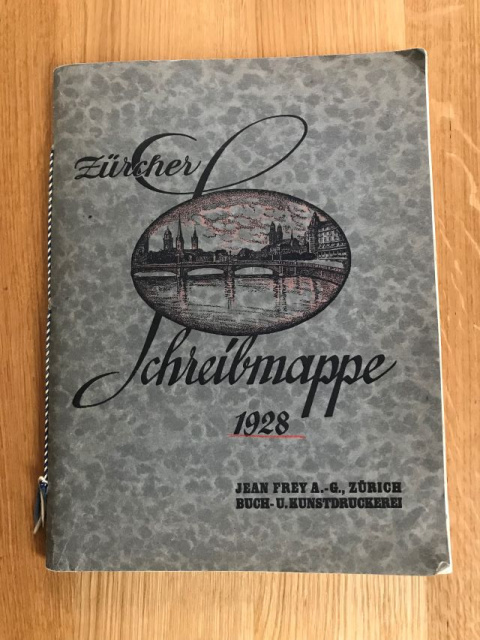 Zürcher
Schreibmappe
1928
JEAN FREY A.-G., ZÜRICH
BUCH- U. KUNSTDRUCKEREI